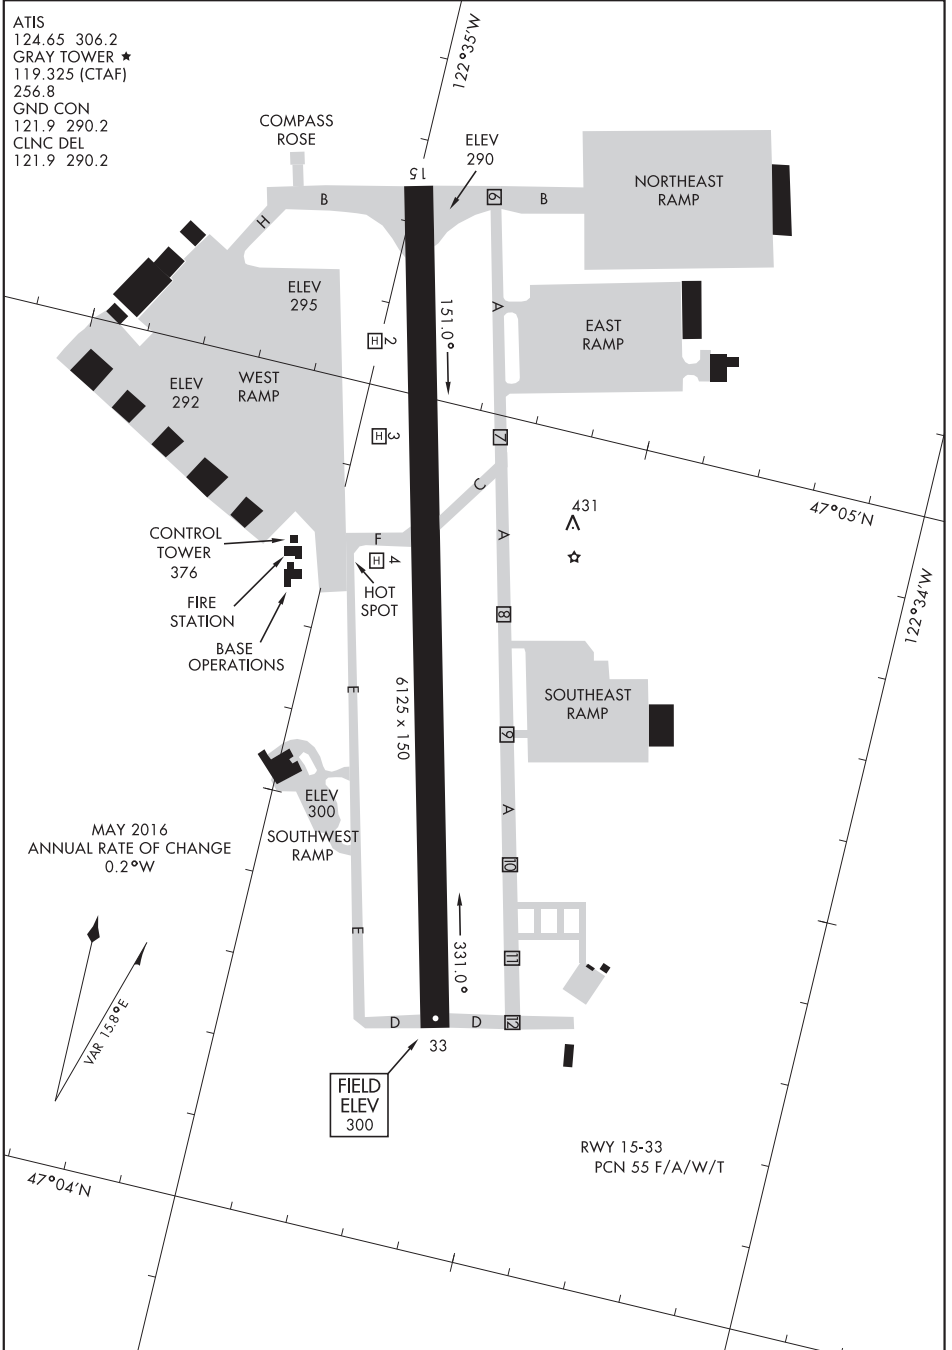 ATIS
124.65 306.2
GRAY TOWER ★
119.325 (CTAF)
256.8
GND CON
121.9 290.2
CLNC DEL
121.9 290.2
122°35'W
COMPASS
ROSE
ELEV
290
15
NORTHEAST
RAMP
B
6
B
H
ELEV
295
151.0°
A
EAST
RAMP
H 2
ELEV
292
WEST
RAMP
H 3
7
C
47°05'N
431
CONTROL
TOWER
376
F
A
H 4
HOT
SPOT
FIRE
STATION
8
122°34'W
BASE
OPERATIONS
E
6125 x 150
SOUTHEAST
RAMP
9
ELEV
300
SOUTHWEST
RAMP
A
MAY 2016
ANNUAL RATE OF CHANGE
0.2°W
10
E
331.0°
11
VAR 15.8°E
D
D
12
33
FIELD
ELEV
300
RWY 15-33
PCN 55 F/A/W/T
47°04'N